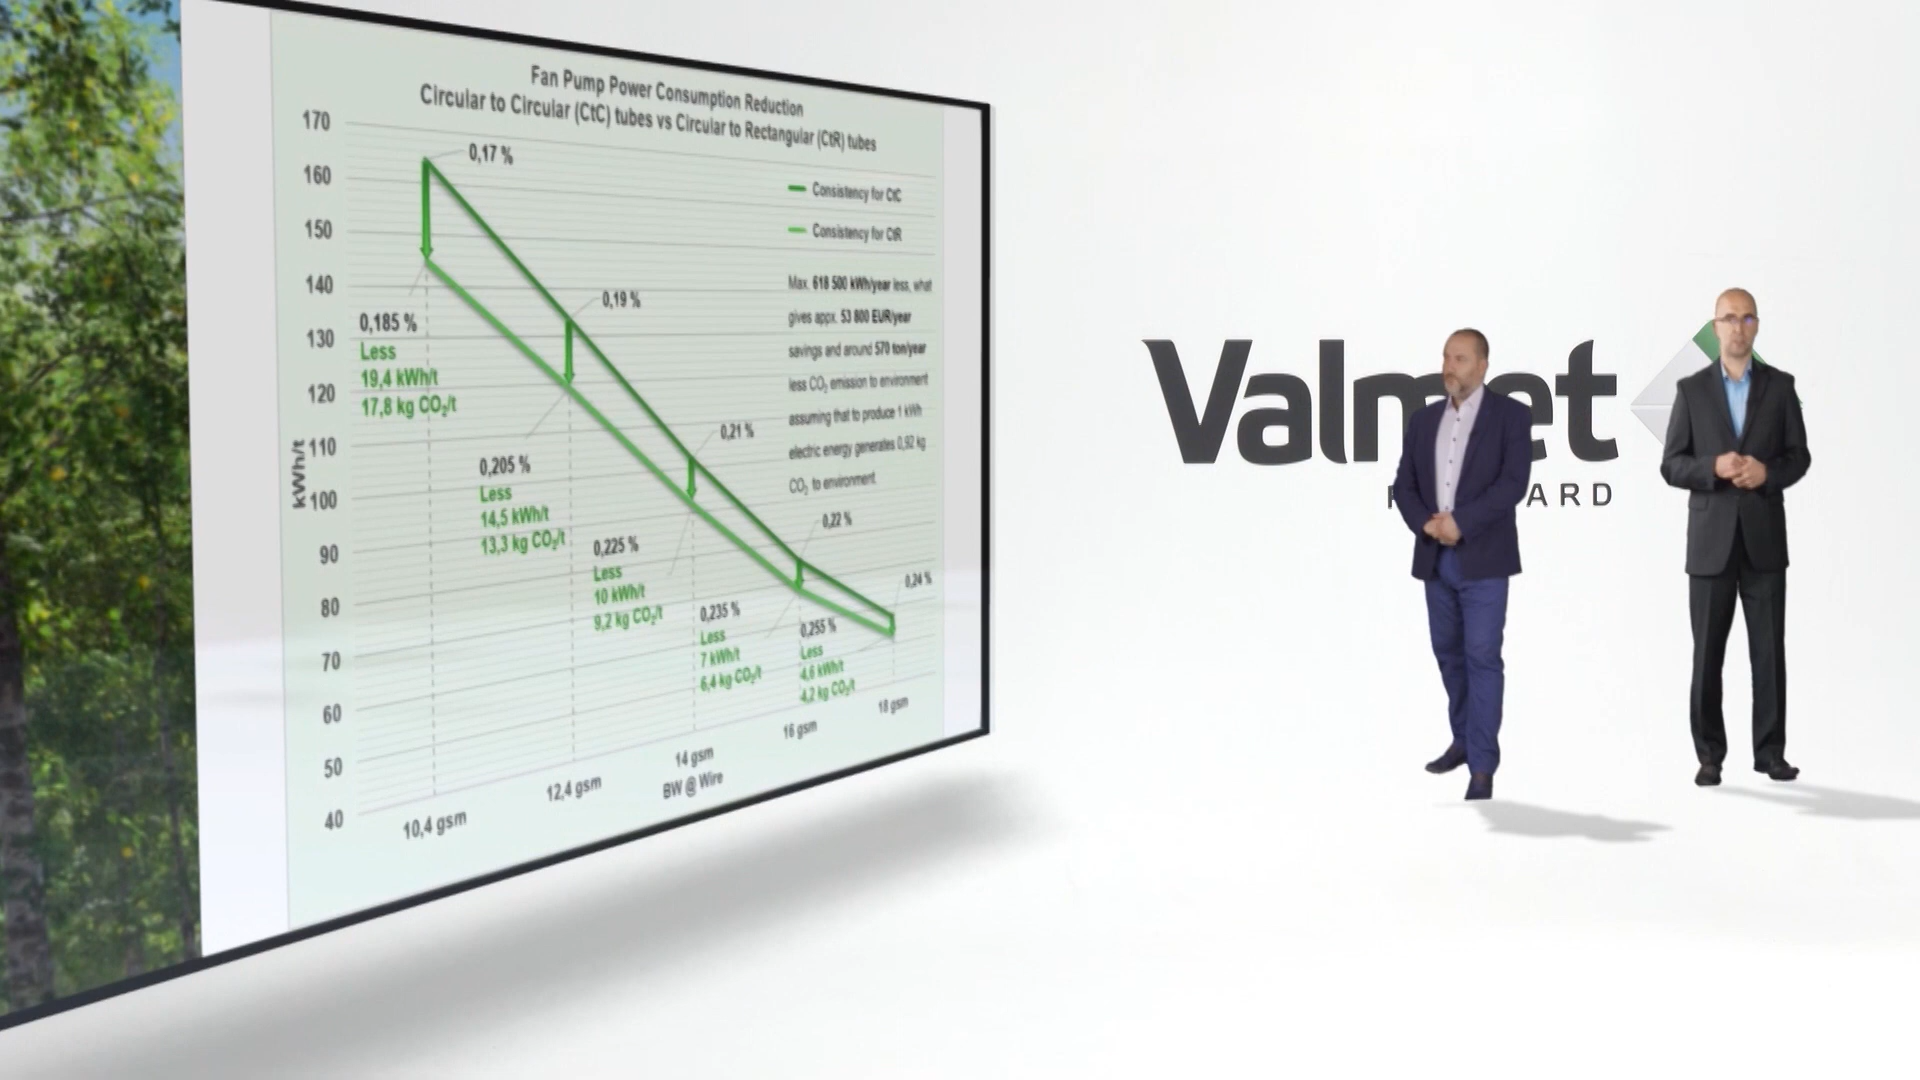 Fan Pump Power Consumption Reduction
Circular to Circular (CtC) tubes vs Circular to Rectangular (CtR) tubes
170
160
150
140
130
120
110
100
90
80
70
60
50
40
kWh/t
0,17 %
0,19 %
0,21 %
0,22 %
0,24 %
Consistency for CtC
Consistency for CtR
Max. 618 500 kWh/year less, what
gives appx. 53 800 EUR/year
savings and around 570 ton/year
less CO₂ emission to environment
assuming that to produce 1 kWh
electric energy generates 0,92 kg
CO₂ to environment
0,185 %
Less
19,4 kWh/t
17,8 kg CO₂/t
0,205 %
Less
14,5 kWh/t
13,3 kg CO₂/t
0,225 %
Less
10 kWh/t
9,2 kg CO₂/t
0,235 %
Less
7 kWh/t
6,4 kg CO₂/t
0,255 %
Less
4,6 kWh/t
4,2 kg CO₂/t
10,4 gsm
12,4 gsm
14 gsm
16 gsm
18 gsm
BW @ Wire
Valmet